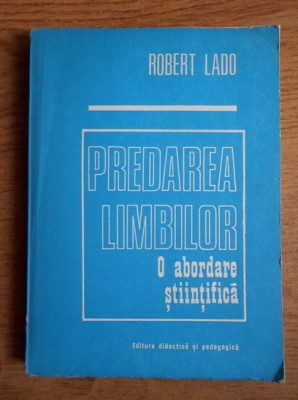 ROBERT LADO
PREDAREA
LIMBILOR
O abordare
științifică
Editura didactică și pedagogică